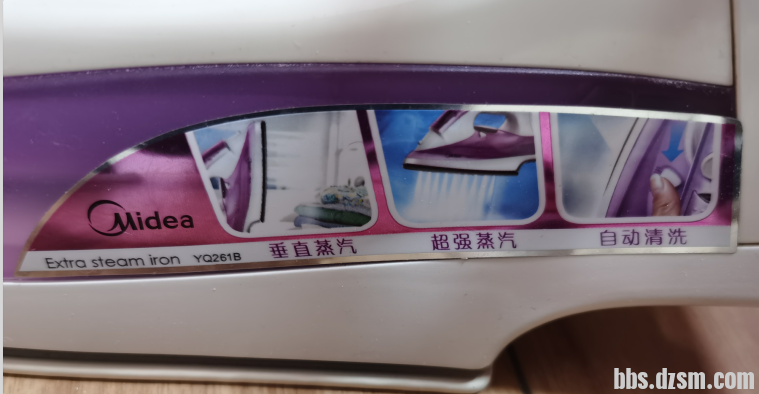 Midea
Extra steam iron YQ261B
垂直蒸汽
超强蒸汽
自动清洗
bbs.dzsm.com